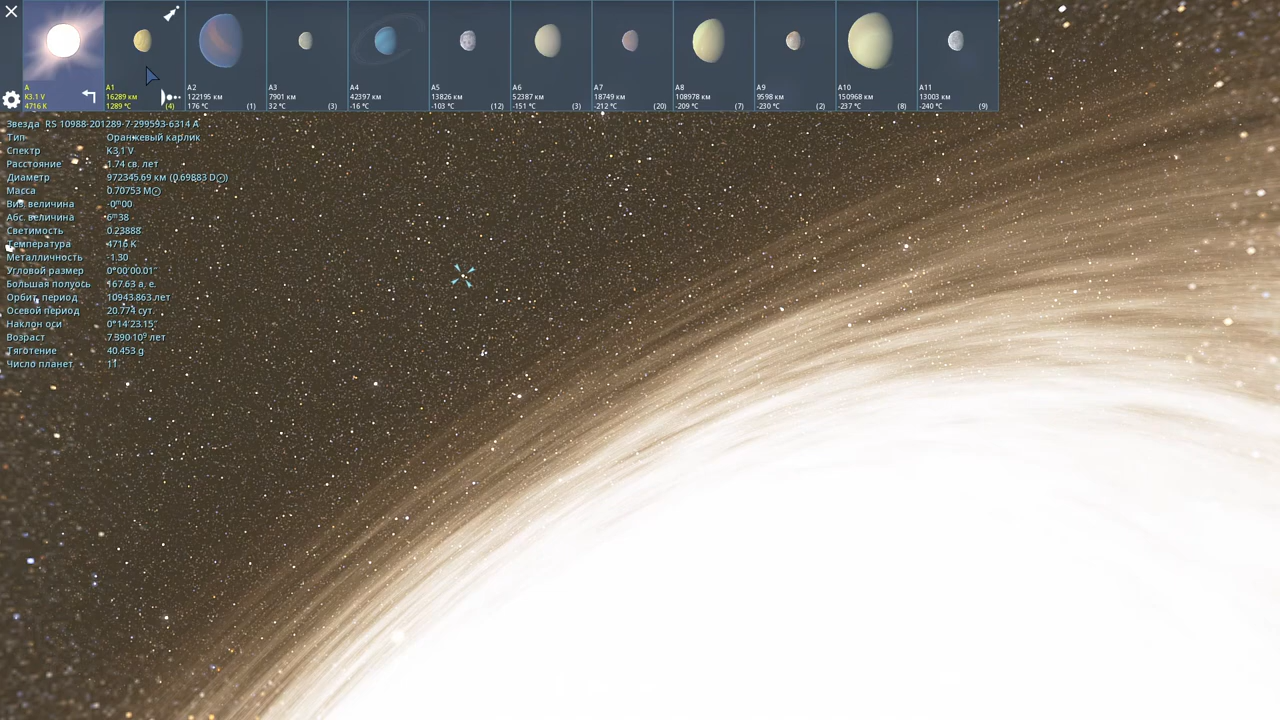 A
K3.1 V
4716 K
A1
16289 км
1289 °C (4)
A2
122195 км
176 °C (1)
A3
7901 км
32 °C (3)
A4
42397 км
-16 °C
A5
13826 км
-103 °C (12)
A6
52387 км
-151 °C (3)
A7
18749 км
-212 °C (20)
A8
108978 км
-209 °C (7)
A9
9598 км
-230 °C (2)
A10
150968 км
-237 °C (8)
A11
13003 км
-240 °C (9)
Звезда RS 10988-201289-7-299593-6314 A
Тип Оранжевый карлик
Спектр K3.1 V
Расстояние 1.74 св. лет
Диаметр 972345.69 км (0.69883 D☉)
Масса 0.70753 M☉
Виз. величина -0ᵐ00
Абс. величина 6ᵐ38
Светимость 0.23888
Температура 4716 K
Металличность -1.30
Угловой размер 0°00'00.01"
Большая полуось 167.63 а. е.
Орбит. период 10943.863 лет
Осевой период 20.774 сут.
Наклон оси 0°14'23.15"
Возраст 7.390·10⁹ лет
Тяготение 40.453 g
Число планет 11